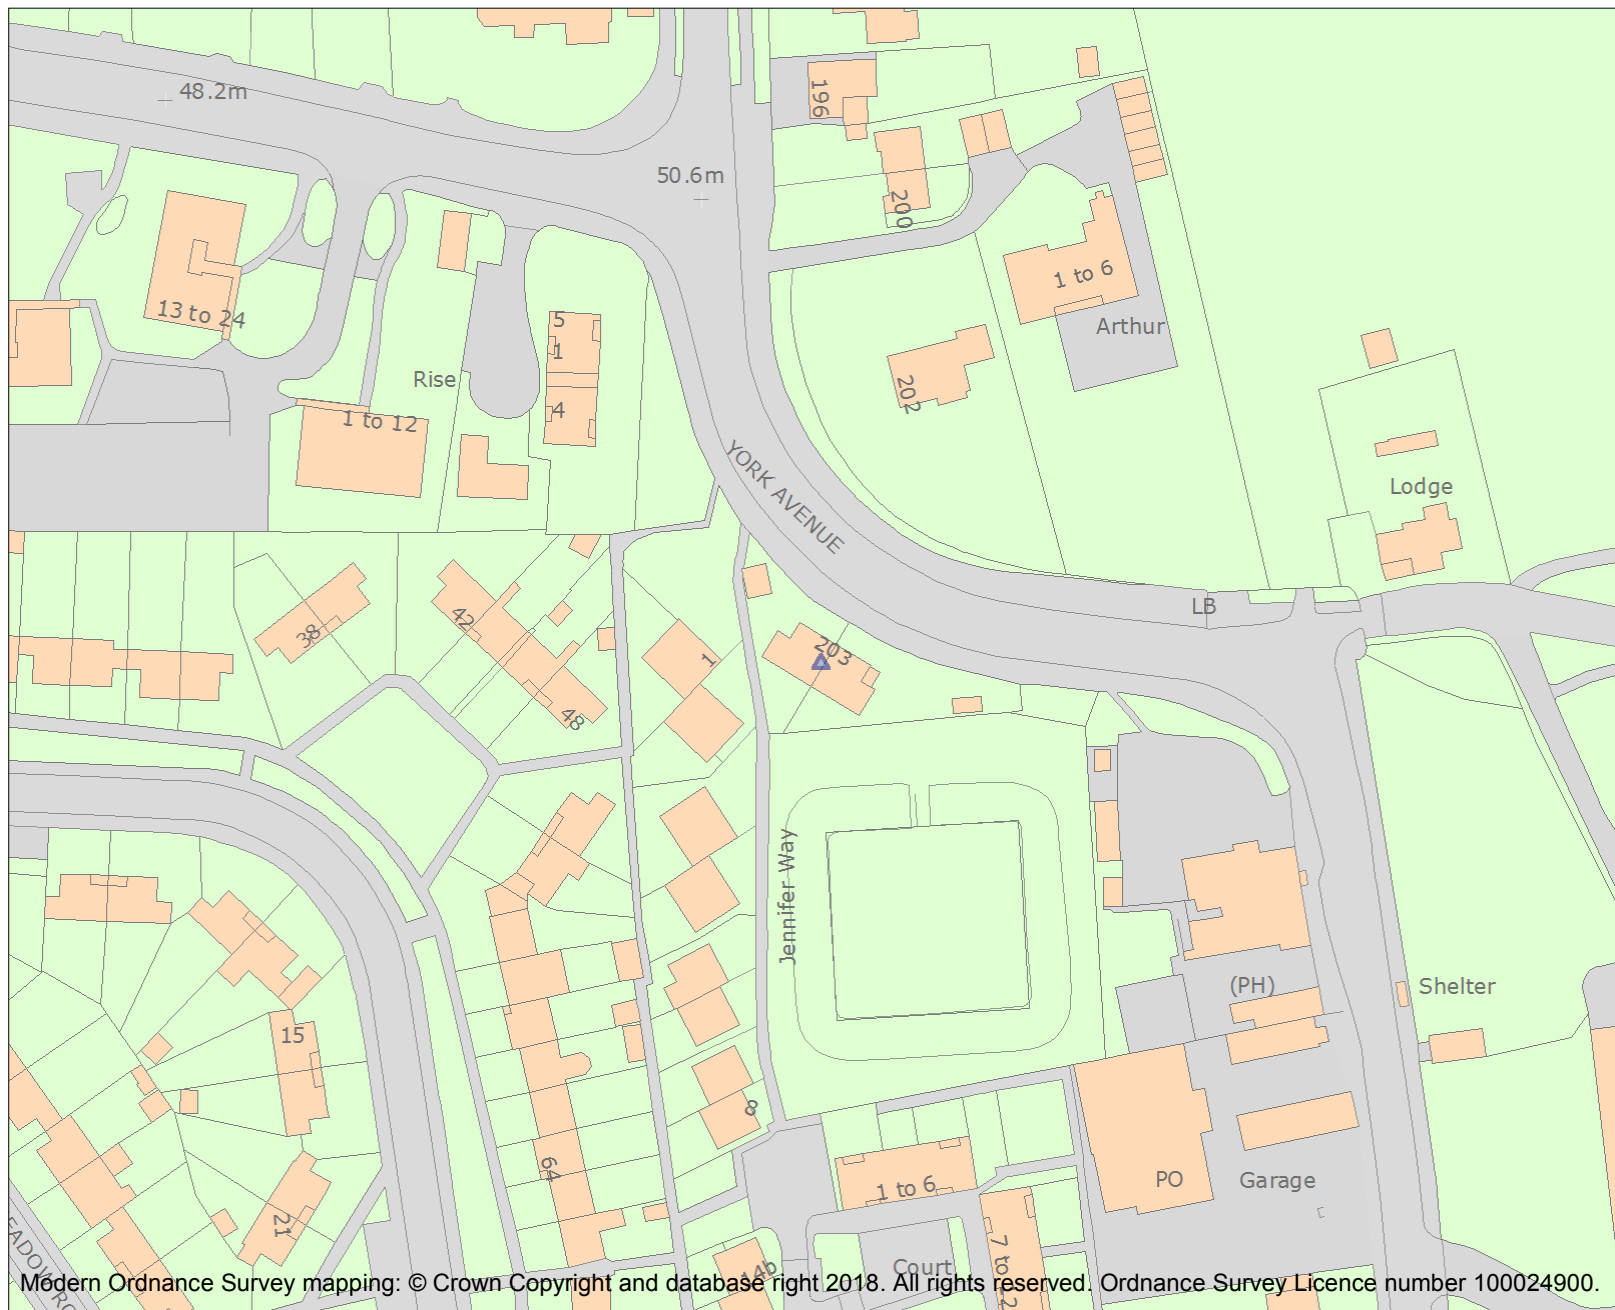 48.2m
196
50.6m
200
1 to 6
13 to 24
5
Arthur
1
Rise
202
4
1 to 12
YORK AVENUE
Lodge
LB
42
38
203
1
48
Jennifer Way
(PH)
Shelter
15
8
64
PO
Garage
1 to 6
21
7 to
Court
14b
Modern Ordnance Survey mapping: © Crown Copyright and database right 2018. All rights reserved. Ordnance Survey Licence number 100024900.